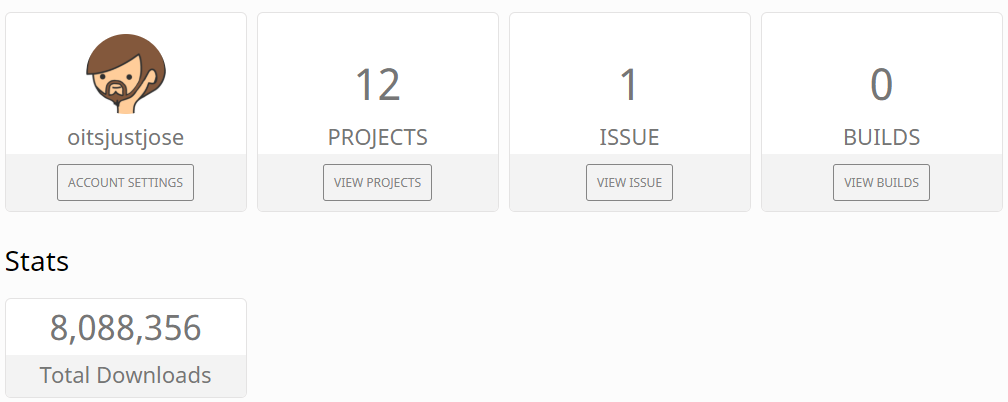 12
1
0
oitsjustjose
PROJECTS
ISSUE
BUILDS
ACCOUNT SETTINGS
VIEW PROJECTS
VIEW ISSUE
VIEW BUILDS
Stats
8,088,356
Total Downloads